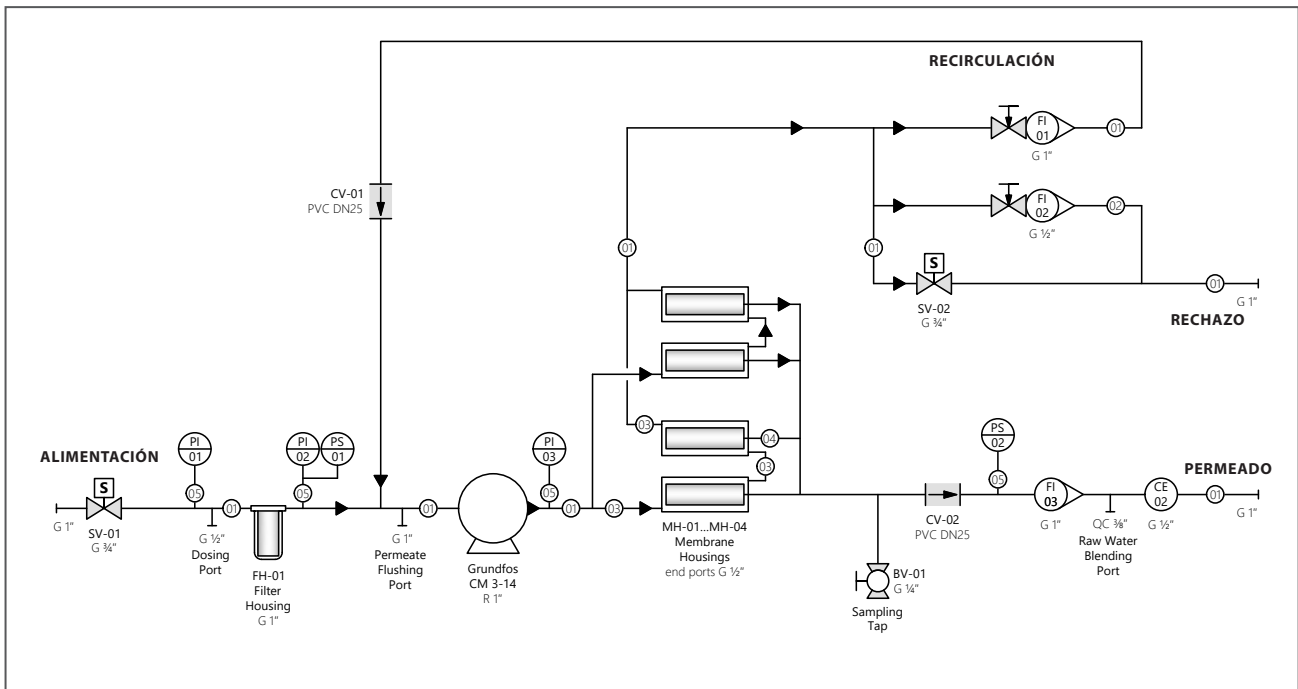 RECIRCULACIÓN
FI
01
01
G 1"
CV-01
PVC DN25
FI
02
02
G ½"
01
01
S
SV-02
G ¾"
01
G 1"
RECHAZO
03
04
03
ALIMENTACIÓN
PI
01
PI
02
PS
01
PI
03
PS
02
PERMEADO
S
G 1"
SV-01
G ¾"
05
01
05
01
05
01
03
05
FI
03
CE
02
01
G 1"
G ½"
Dosing
Port
FH-01
Filter
Housing
G 1"
G 1"
Permeate
Flushing
Port
Grundfos
CM 3-14
R 1"
MH-01...MH-04
Membrane
Housings
end ports G ½"
BV-01
G ¼"
Sampling
Tap
CV-02
PVC DN25
G 1"
QC ⅜"
Raw Water
Blending
Port
G ½"